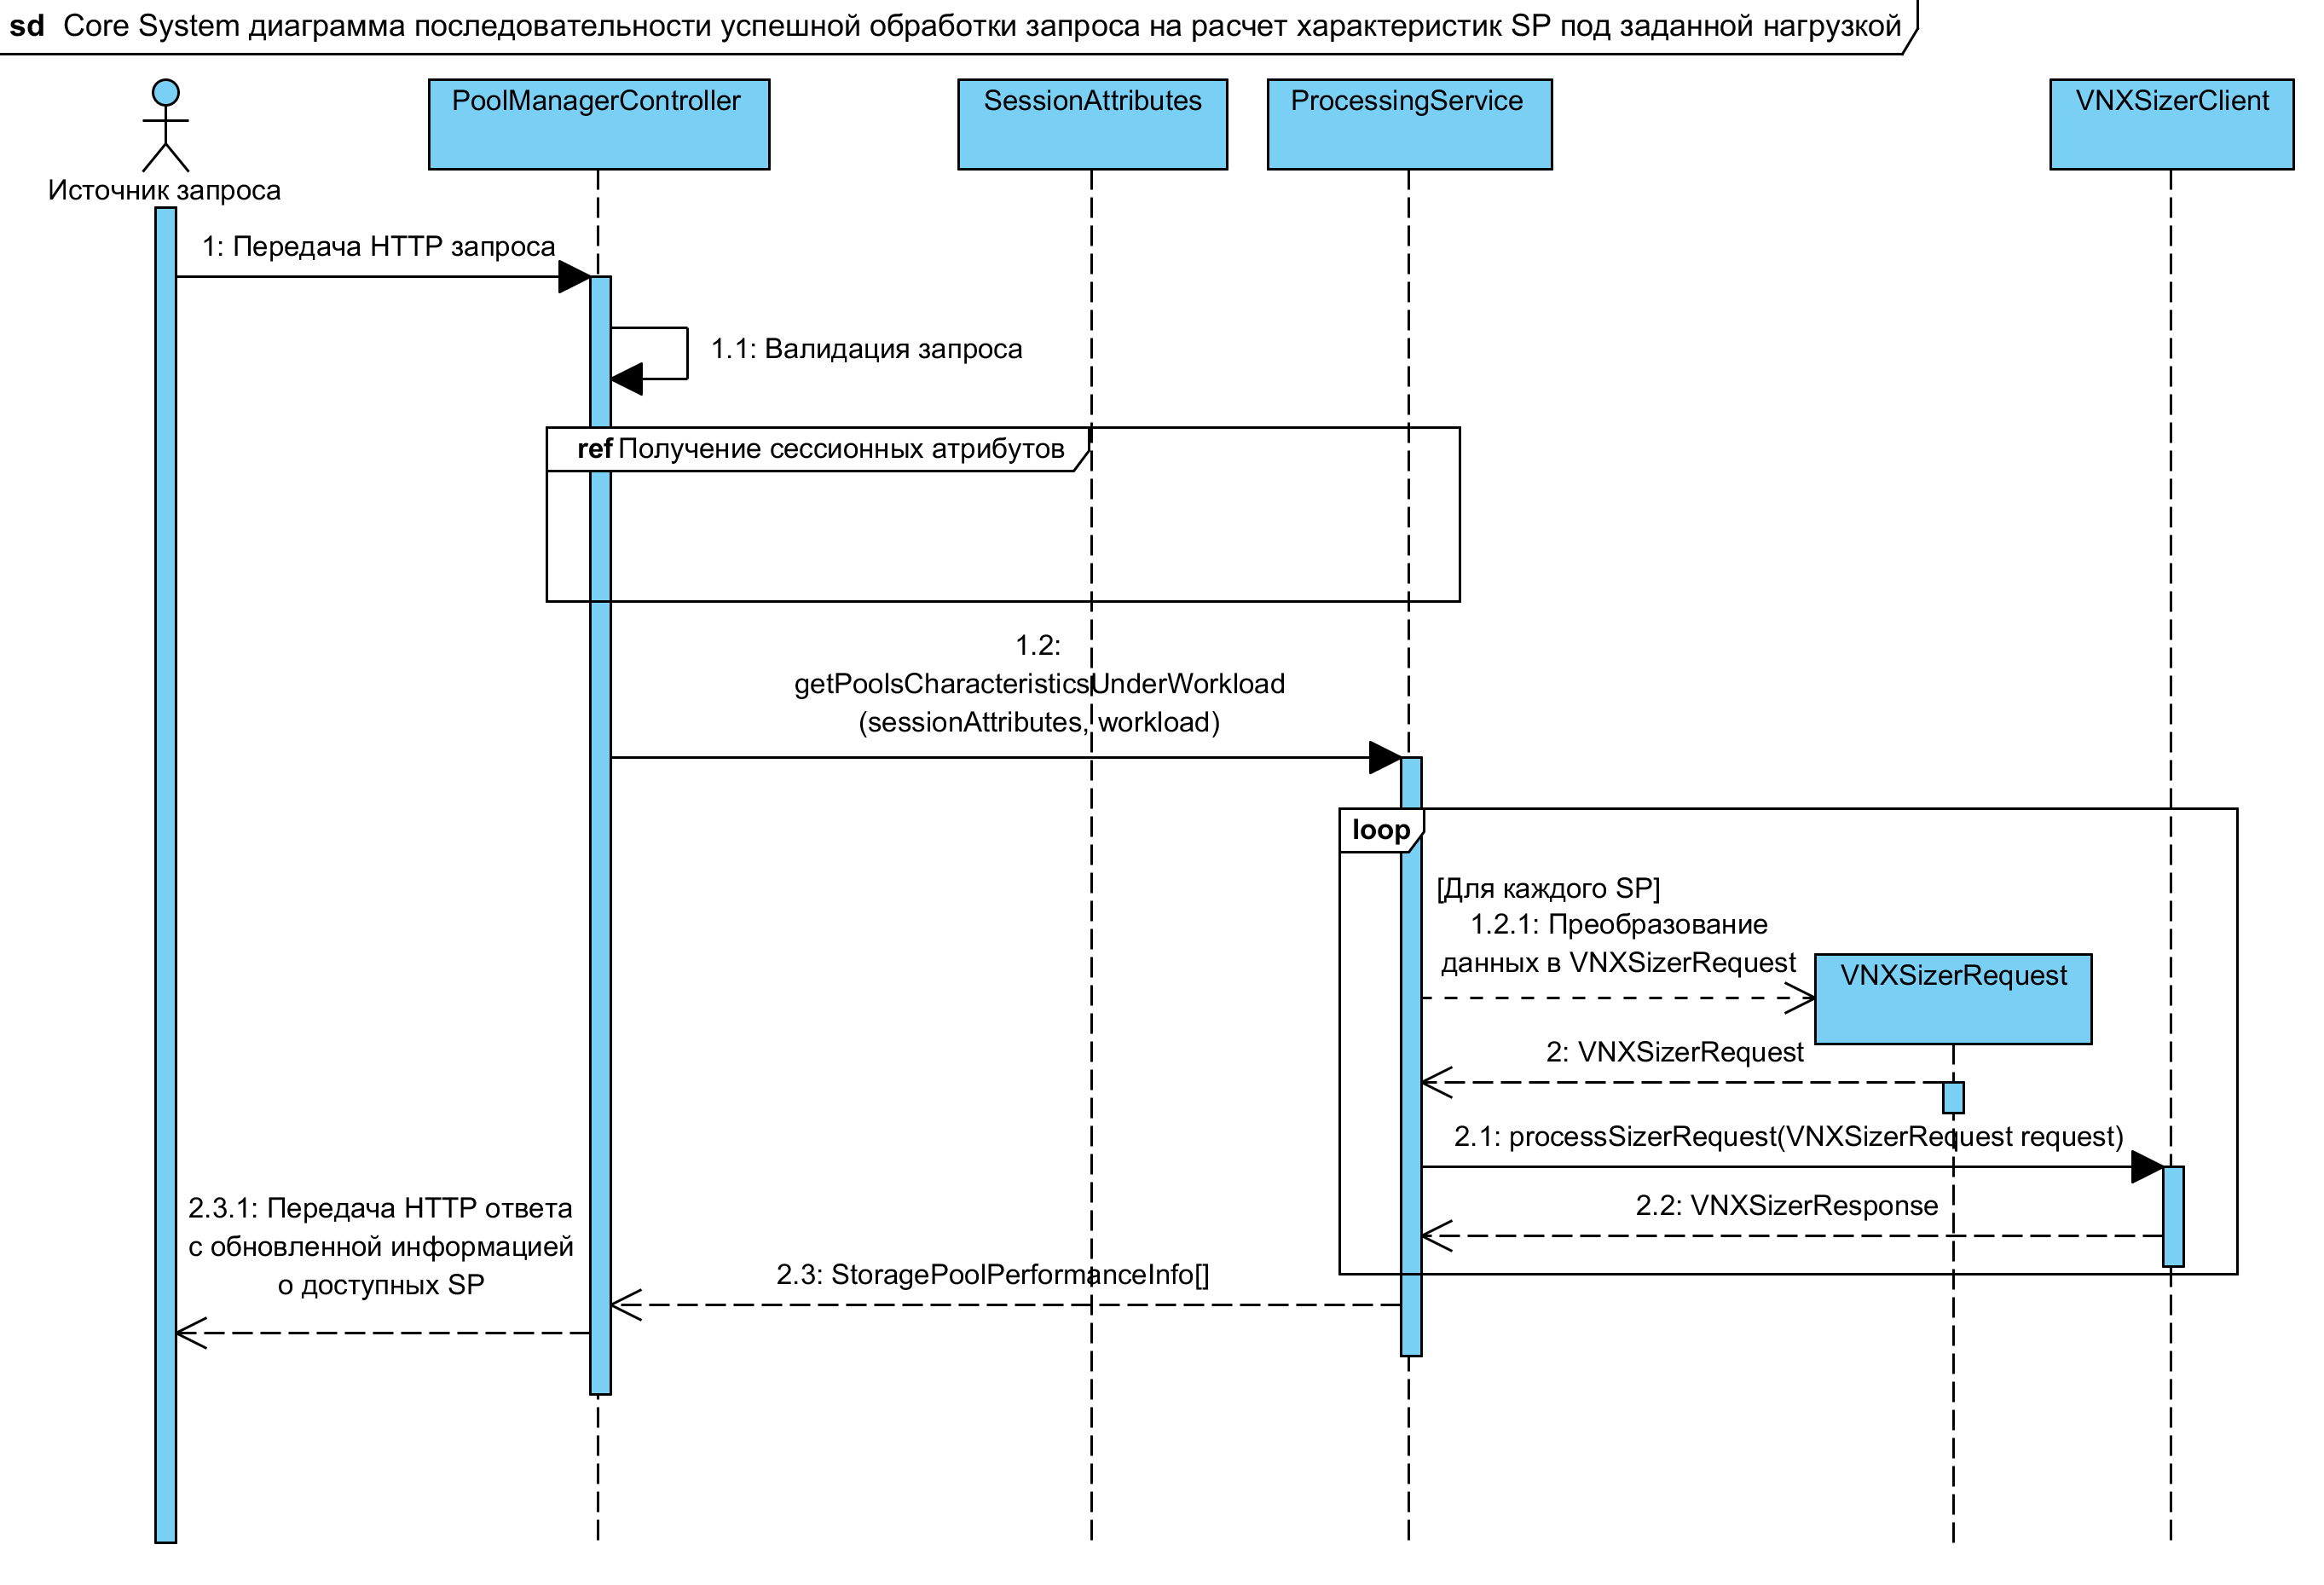 sd Core System диаграмма последовательности успешной обработки запроса на расчет характеристик SP под заданной нагрузкой
Источник запроса
PoolManagerController
SessionAttributes
ProcessingService
VNXSizerClient
1: Передача HTTP запроса
1.1: Валидация запроса
ref Получение сессионных атрибутов
1.2:
getPoolsCharacteristicsUnderWorkload
(sessionAttributes, workload)
loop
[Для каждого SP]
1.2.1: Преобразование
данных в VNXSizerRequest
VNXSizerRequest
2: VNXSizerRequest
2.1: processSizerRequest(VNXSizerRequest request)
2.2: VNXSizerResponse
2.3: StoragePoolPerformanceInfo[]
2.3.1: Передача HTTP ответа
с обновленной информацией
о доступных SP